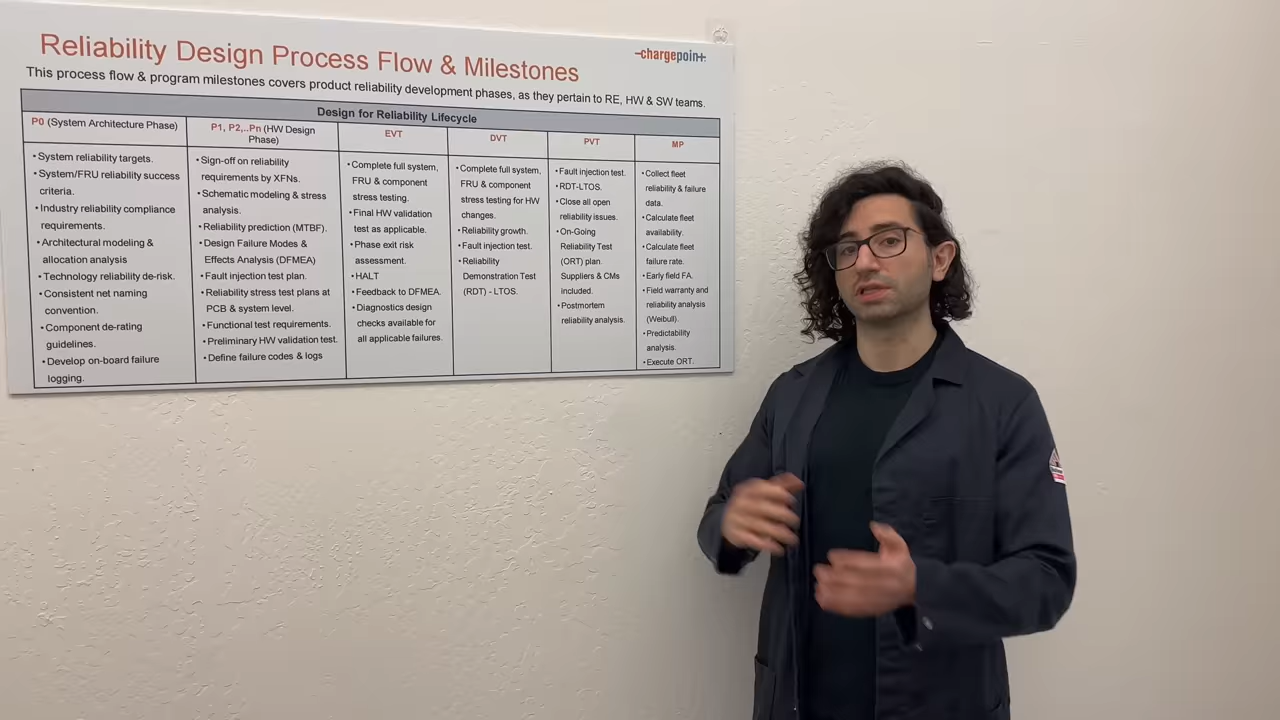 Reliability Design Process Flow & Milestones
-chargepoin+-
This process flow & program milestones covers product reliability development phases, as they pertain to RE, HW & SW teams.
Design for Reliability Lifecycle
P0 (System Architecture Phase)
• System reliability targets.
• System/FRU reliability success
criteria.
• Industry reliability compliance
requirements.
• Architectural modeling &
allocation analysis
• Technology reliability de-risk.
• Consistent net naming
convention.
• Component de-rating
guidelines.
• Develop on-board failure
logging.
P1, P2,..Pn (HW Design
Phase)
• Sign-off on reliability
requirements by XFNs.
• Schematic modeling & stress
analysis.
• Reliability prediction (MTBF).
• Design Failure Modes &
Effects Analysis (DFMEA)
• Fault injection test plan.
• Reliability stress test plans at
PCB & system level.
• Functional test requirements.
• Preliminary HW validation test.
• Define failure codes & logs
EVT
• Complete full system,
FRU & component
stress testing.
• Final HW validation
test as applicable.
• Phase exit risk
assessment.
• HALT
• Feedback to DFMEA.
• Diagnostics design
checks available for
all applicable failures.
DVT
• Complete full system,
FRU & component
stress testing for HW
changes.
• Reliability growth.
• Fault injection test.
• Reliability
Demonstration Test
(RDT) - LTOS.
PVT
• Fault injection test.
• RDT-LTOS.
• Close all open
reliability issues.
• On-Going
Reliability Test
(ORT) plan.
Suppliers & CMs
included.
• Postmortem
reliability analysis.
MP
• Collect fleet
reliability & failure
data.
• Calculate fleet
availability.
• Calculate fleet
failure rate.
• Early field FA.
• Field warranty and
reliability analysis
(Weibull).
• Predictability
analysis.
• Execute ORT.